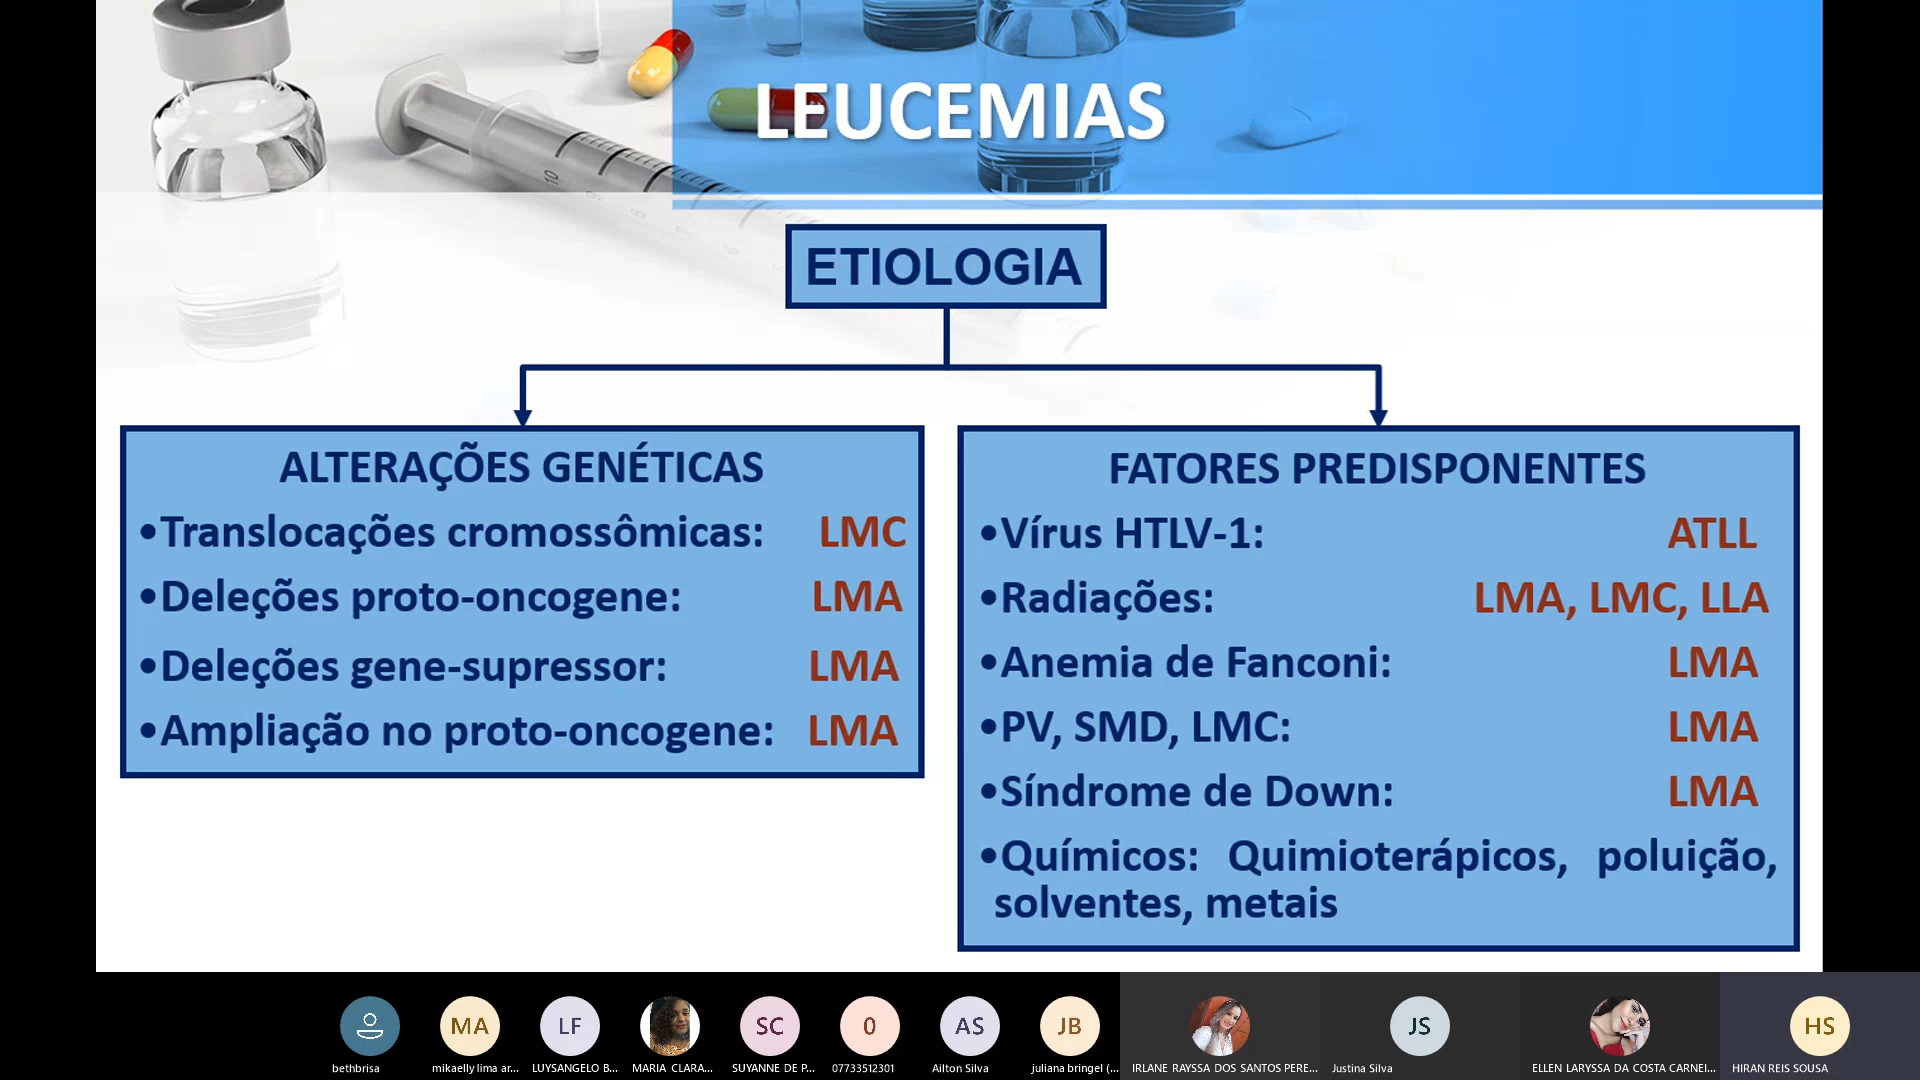 LEUCEMIAS
ETIOLOGIA
ALTERAÇÕES GENÉTICAS
•Translocações cromossômicas: LMC
•Deleções proto-oncogene: LMA
•Deleções gene-supressor: LMA
•Ampliação no proto-oncogene: LMA
FATORES PREDISPONENTES
•Vírus HTLV-1: ATLL
•Radiações: LMA, LMC, LLA
•Anemia de Fanconi: LMA
•PV, SMD, LMC: LMA
•Síndrome de Down: LMA
•Químicos: Quimioterápicos, poluição,
solventes, metais
10
MA LF SC 0 AS JB JS HS
bethbrisa mikaelly lima ar... LUYSANGELO B... MARIA CLARA... SUYANNE DE P... 07733512301 Ailton Silva juliana bringel (... IRLANE RAYSSA DOS SANTOS PERE... Justina Silva ELLEN LARYSSA DA COSTA CARNEI... HIRAN REIS SOUSA